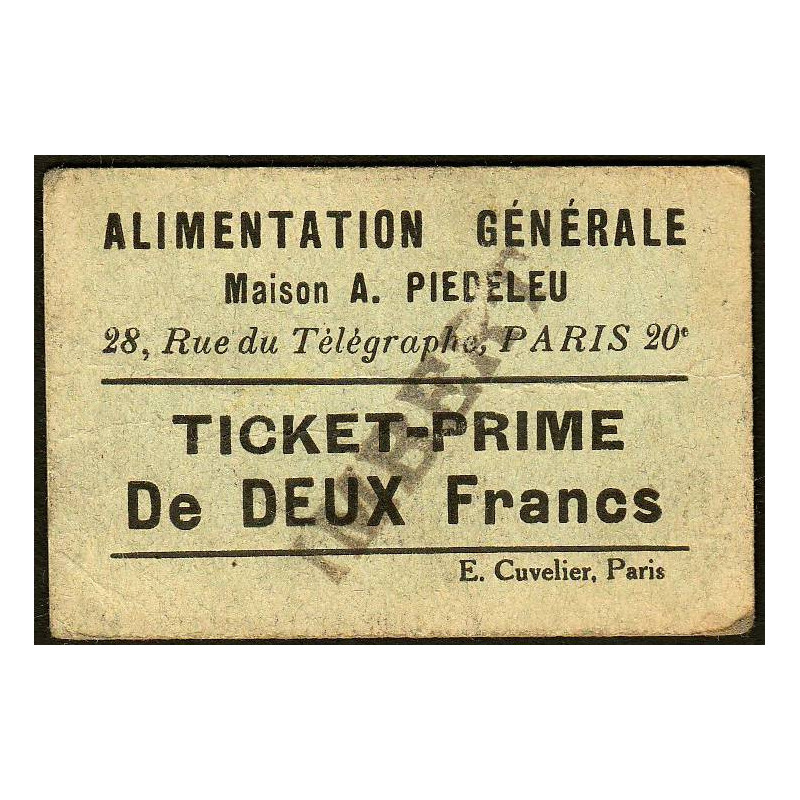 ALIMENTATION GÉNÉRALE
Maison A. PIEDELEU
28, Rue du Télégraphe, PARIS 20e
TICKET-PRIME
De DEUX Francs
E. Cuvelier, Paris